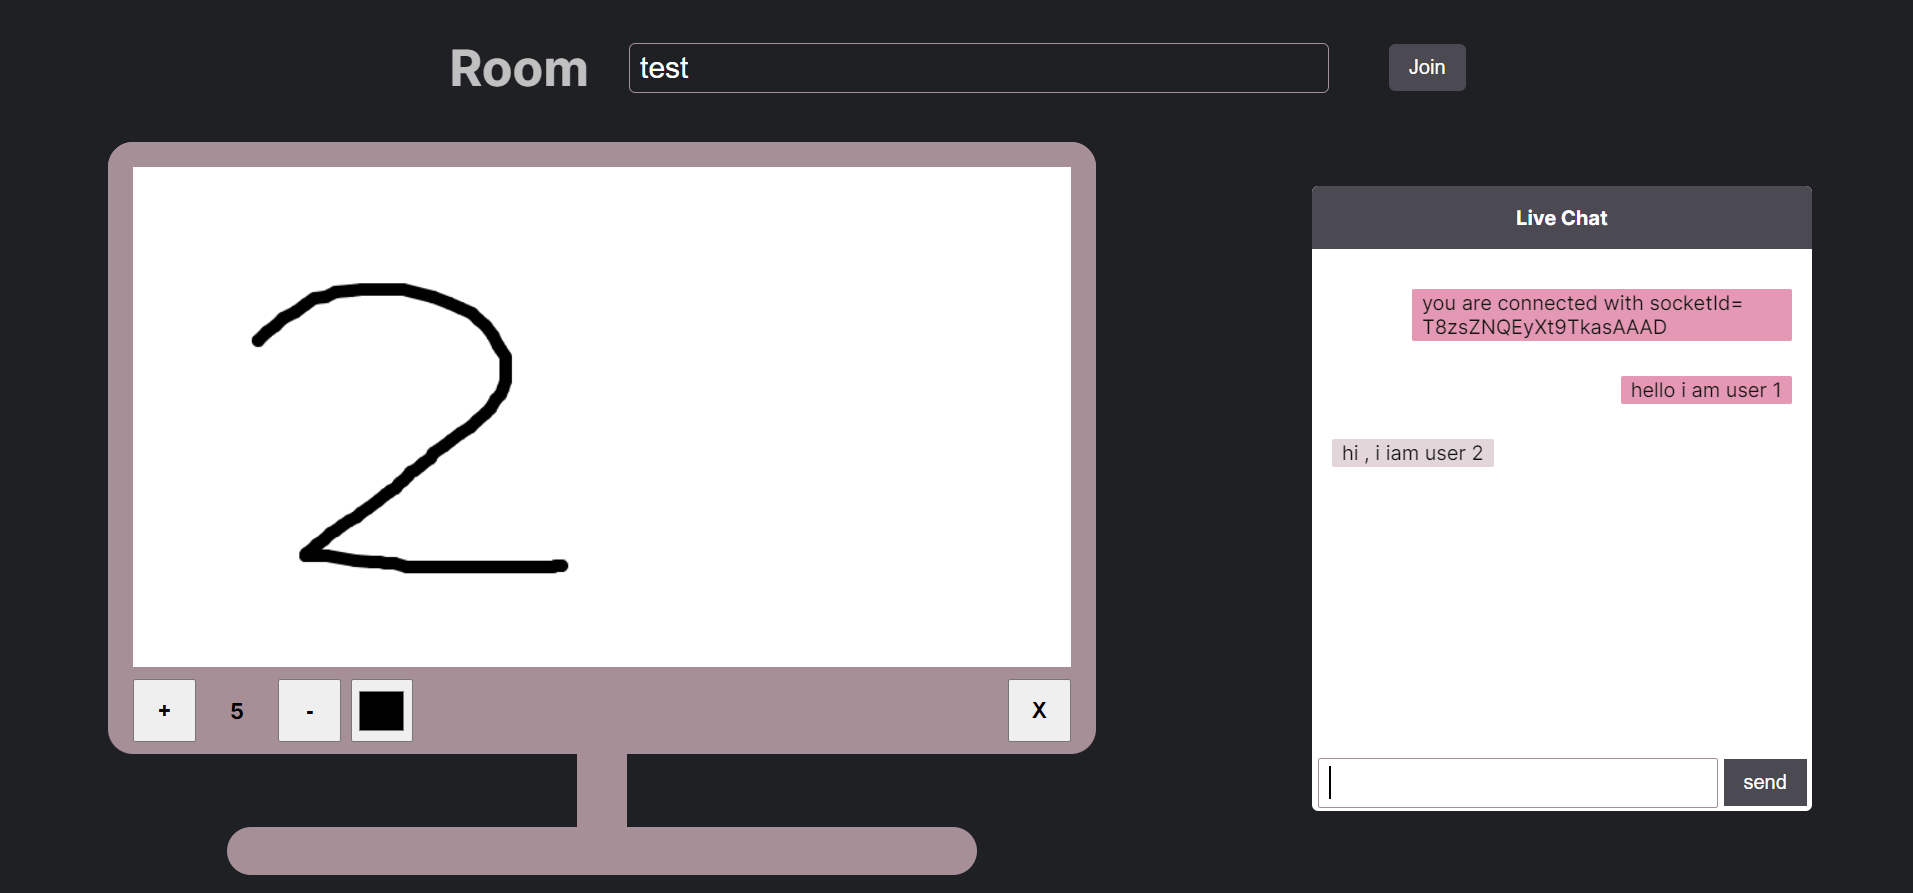 Room
test
Join
2
+
5
-
X
Live Chat
you are connected with socketId=
T8zsZNQEyXt9TkasAAAD
hello i am user 1
hi , i iam user 2
send